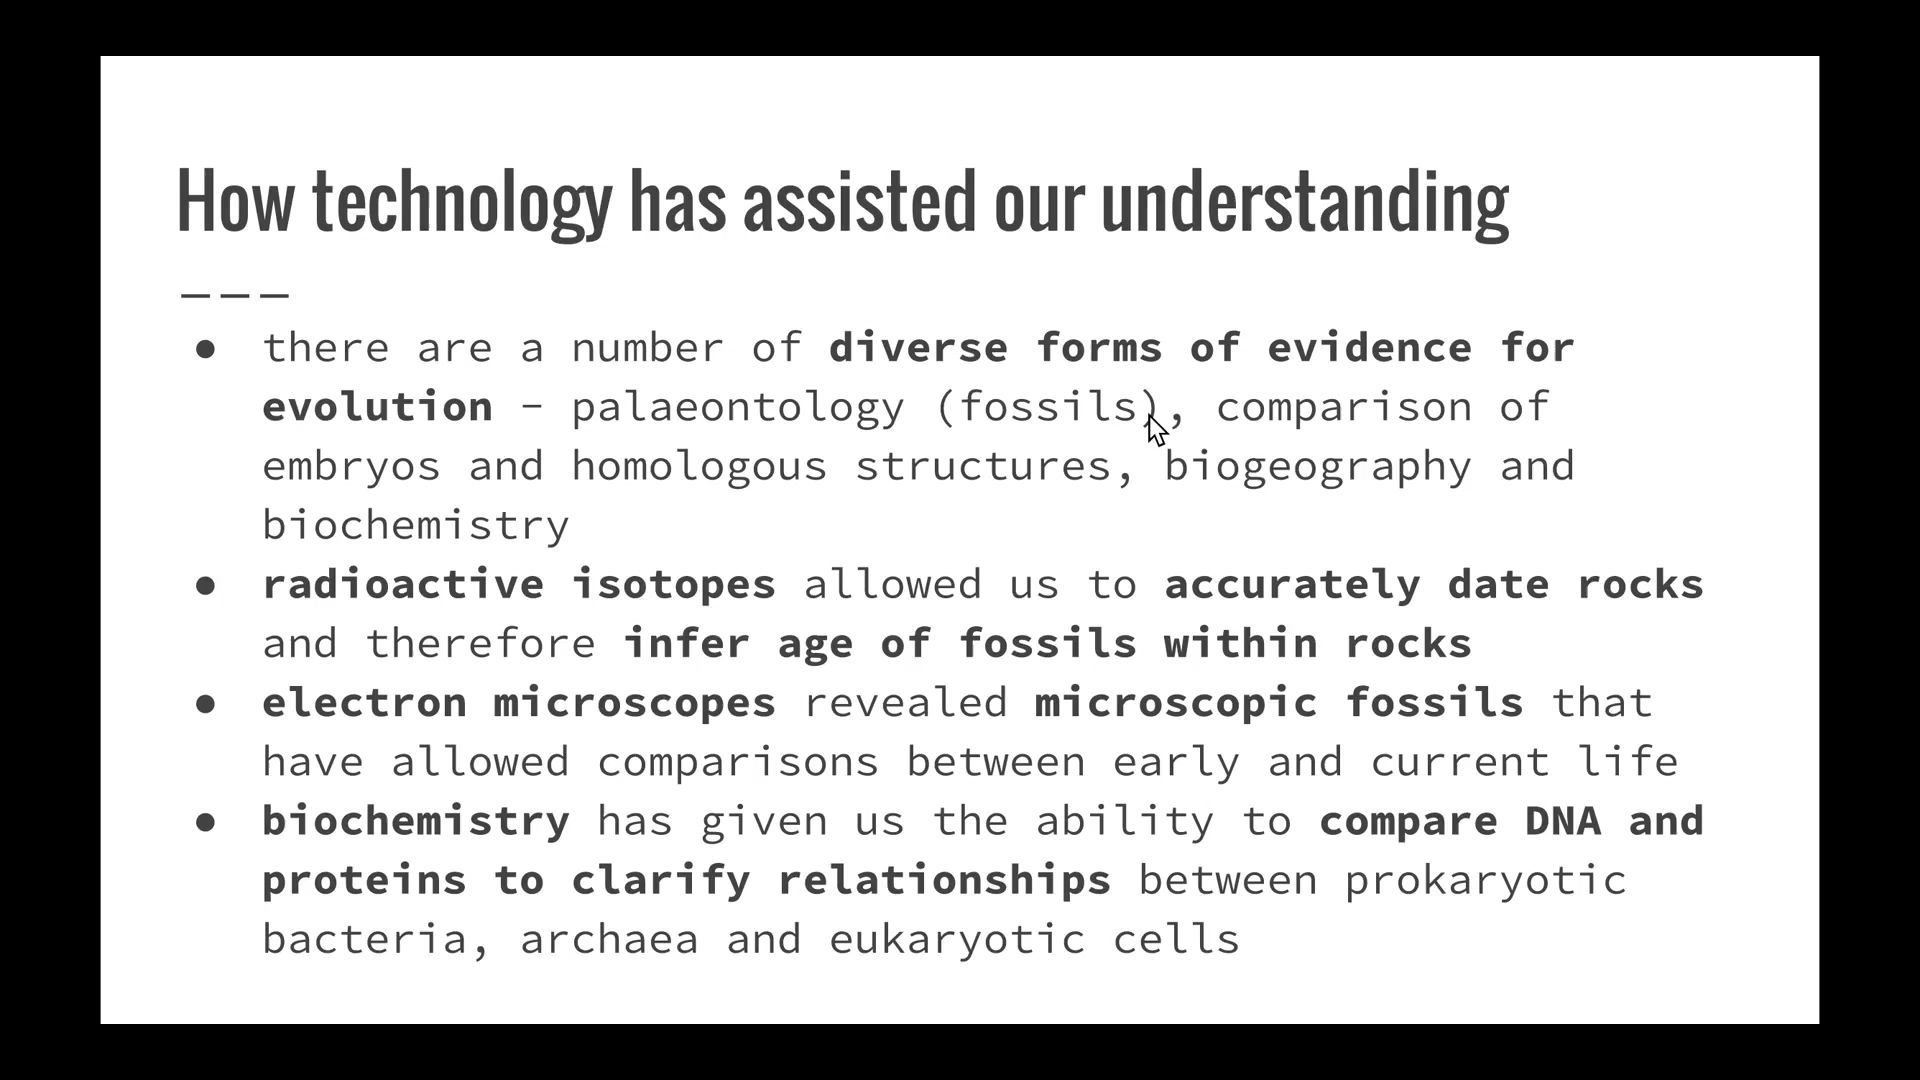 How technology has assisted our understanding
● there are a number of diverse forms of evidence for
evolution – palaeontology (fossils), comparison of
embryos and homologous structures, biogeography and
biochemistry
● radioactive isotopes allowed us to accurately date rocks
and therefore infer age of fossils within rocks
● electron microscopes revealed microscopic fossils that
have allowed comparisons between early and current life
● biochemistry has given us the ability to compare DNA and
proteins to clarify relationships between prokaryotic
bacteria, archaea and eukaryotic cells